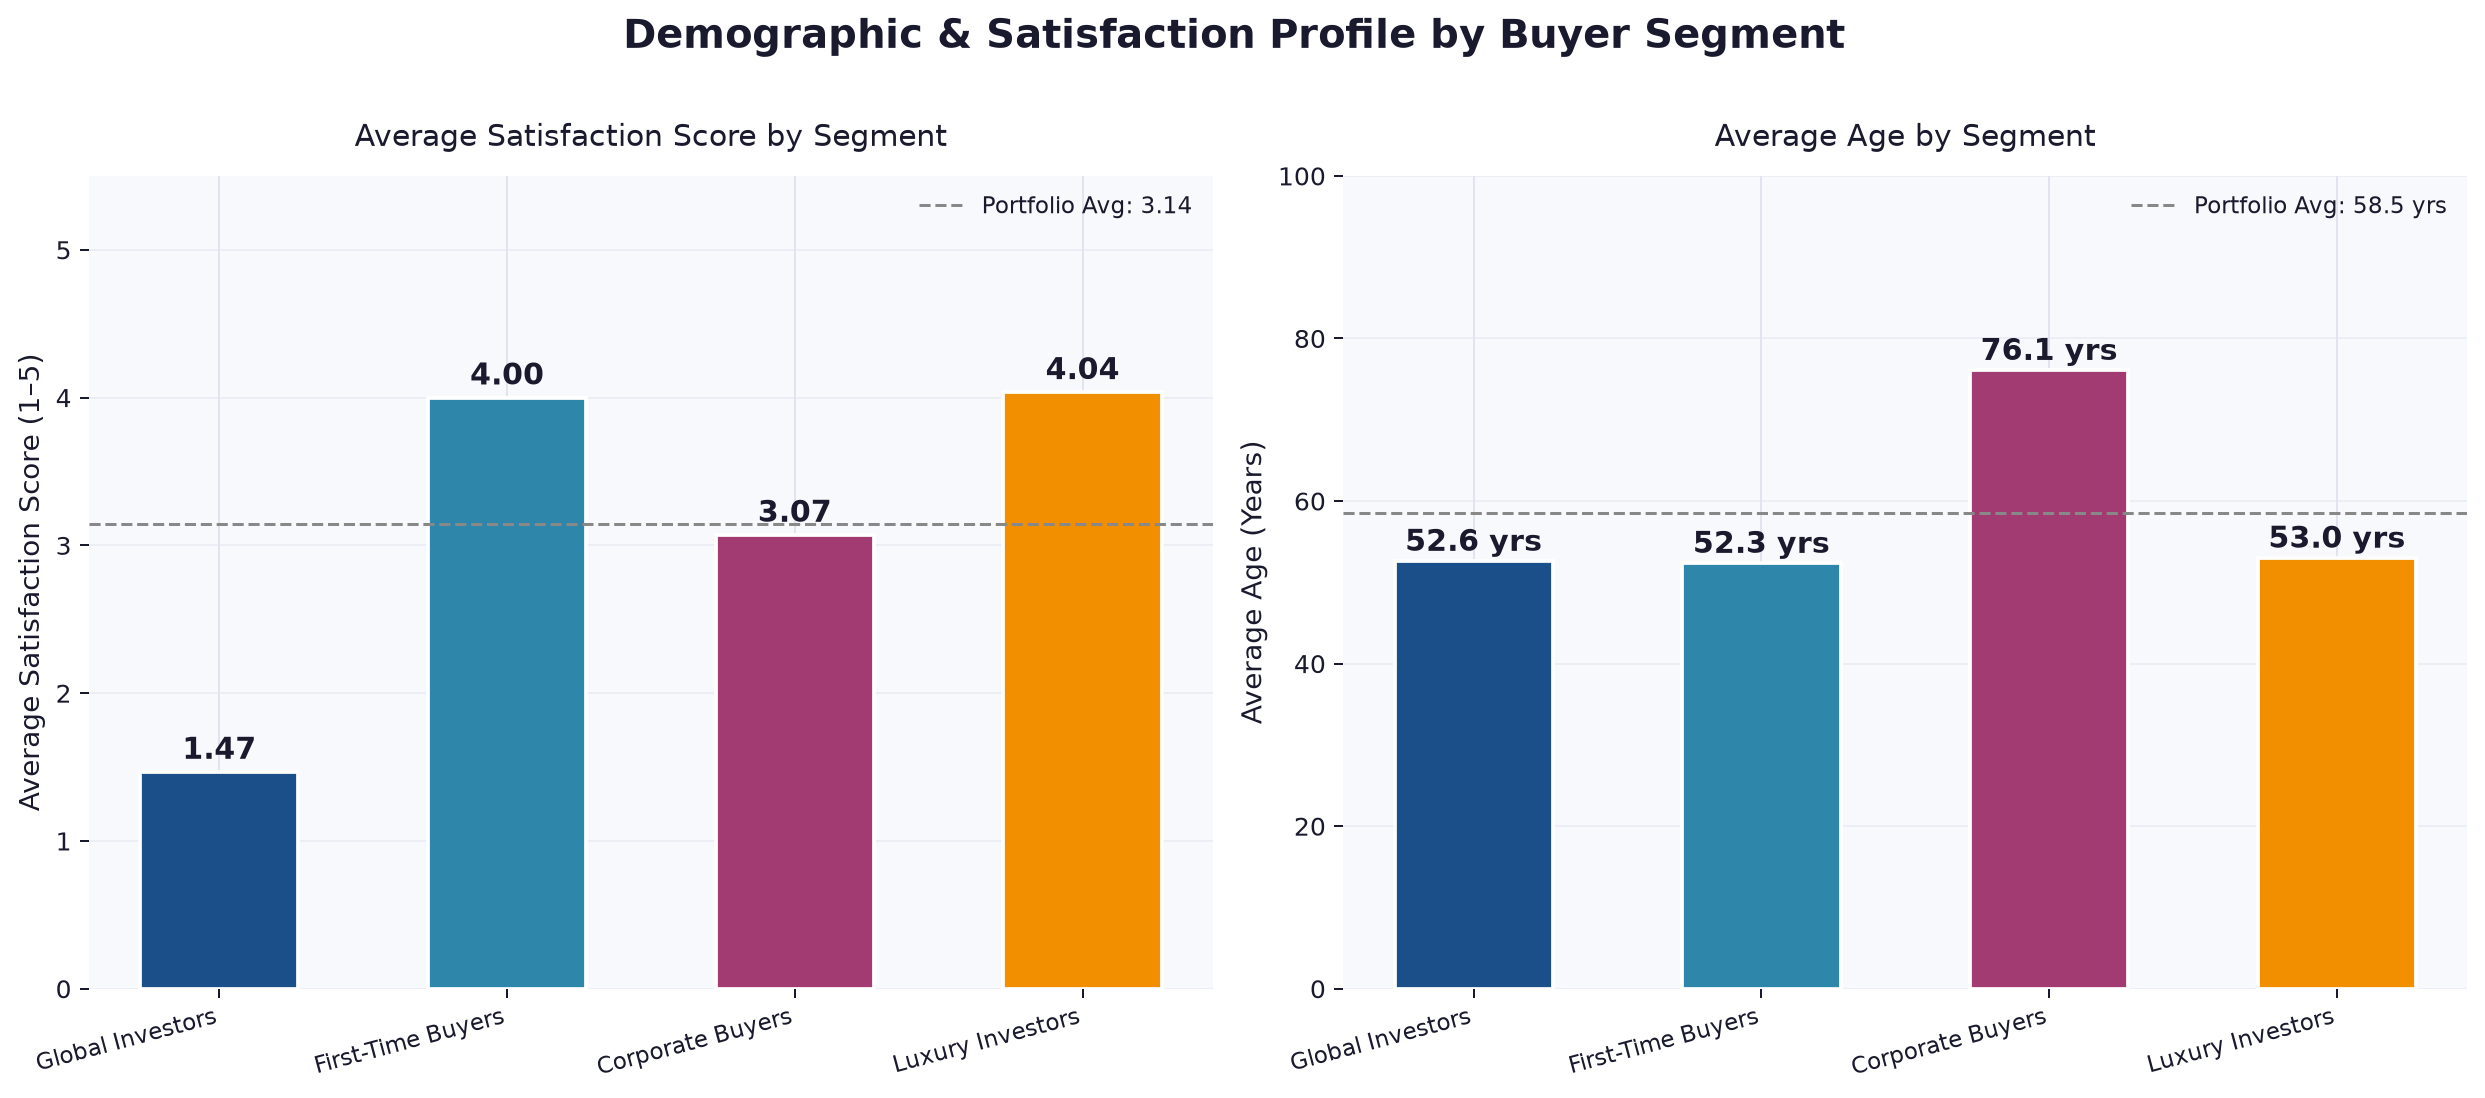 Demographic & Satisfaction Profile by Buyer Segment
Average Satisfaction Score by Segment
Average Satisfaction Score (1–5)
5
4
3
2
1
0
Portfolio Avg: 3.14
1.47
4.00
3.07
4.04
Global Investors
First-Time Buyers
Corporate Buyers
Luxury Investors
Average Age by Segment
Average Age (Years)
100
80
60
40
20
0
Portfolio Avg: 58.5 yrs
52.6 yrs
52.3 yrs
76.1 yrs
53.0 yrs
Global Investors
First-Time Buyers
Corporate Buyers
Luxury Investors